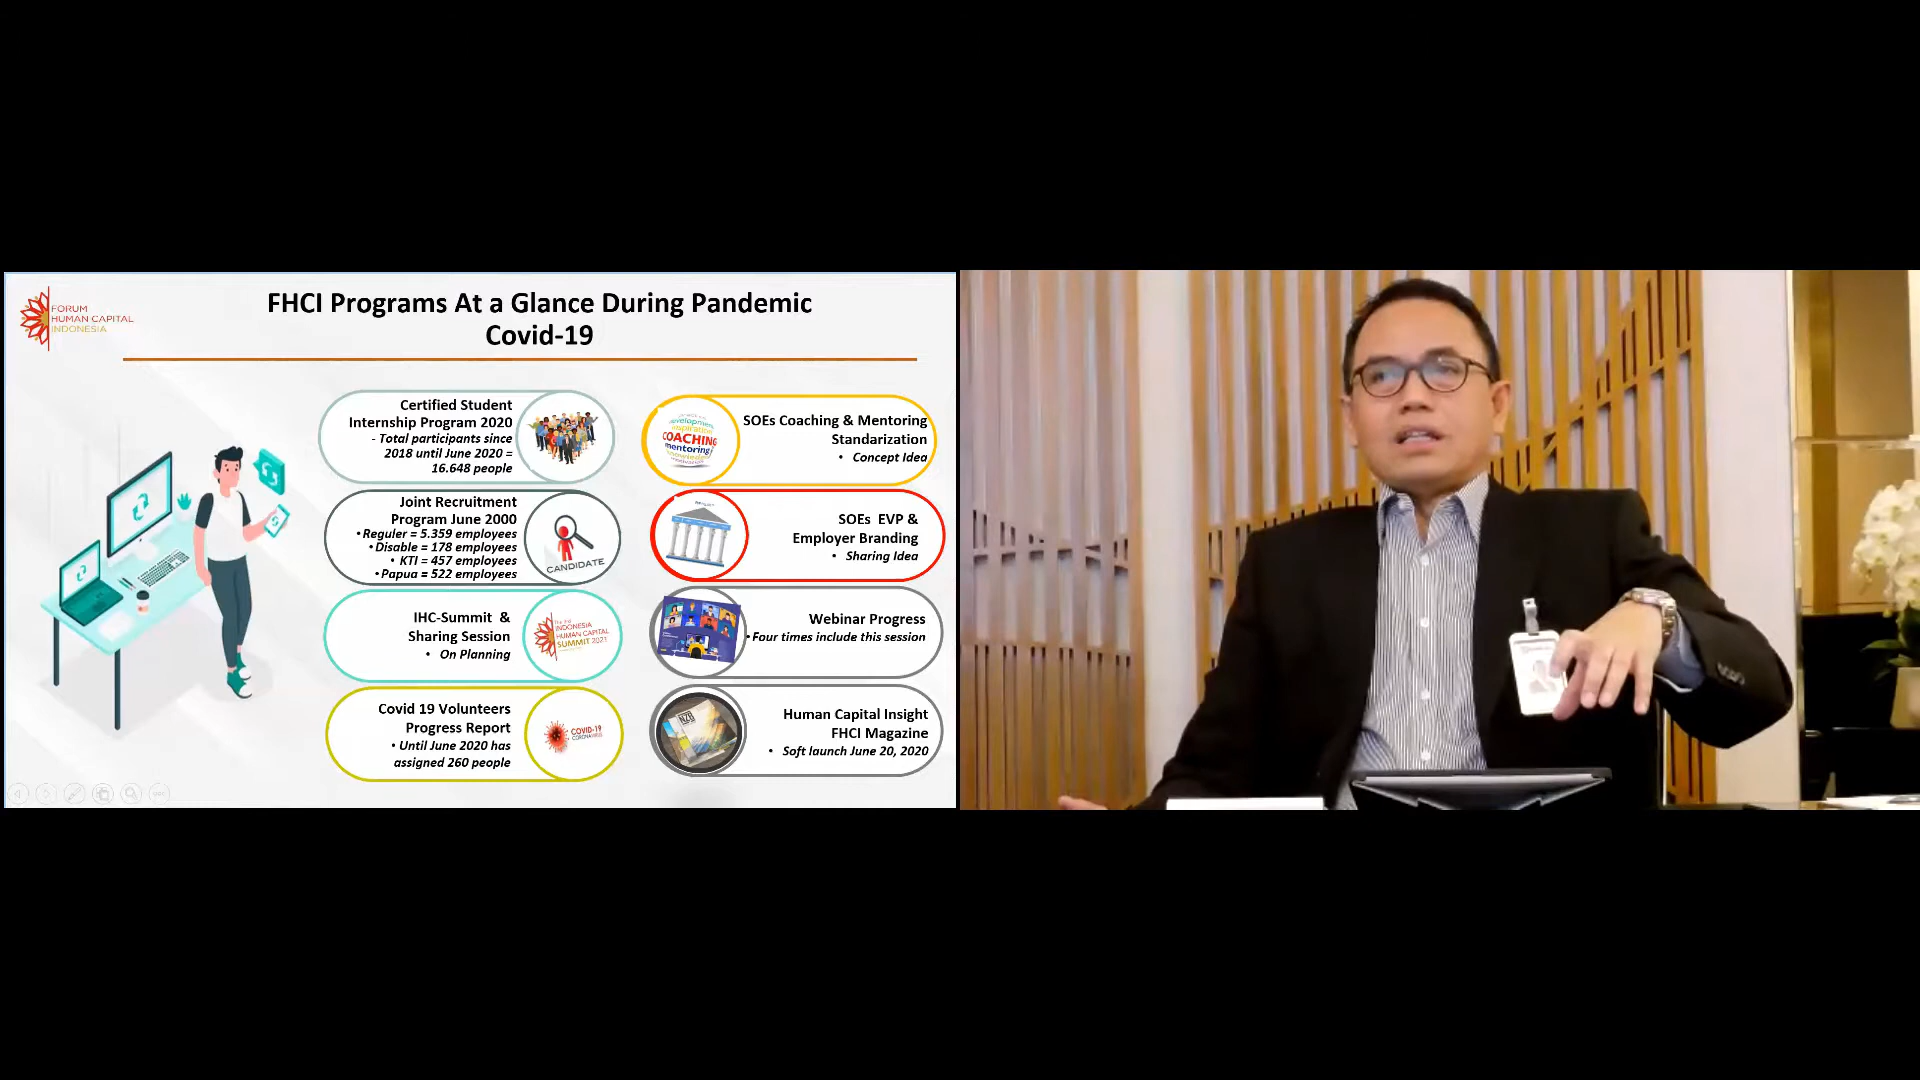 FORUM
HUMAN CAPITAL
INDONESIA
FHCI Programs At a Glance During Pandemic
Covid-19
Certified Student
Internship Program 2020
- Total participants since
2018 until June 2020 =
16.648 people
Joint Recruitment
Program June 2000
• Reguler = 5.359 employees
• Disable = 178 employees
• KTI = 457 employees
• Papua = 522 employees
CANDIDATE
IHC-Summit &
Sharing Session
• On Planning
INDONESIA
HUMAN CAPITAL
SUMMIT 2021
Covid 19 Volunteers
Progress Report
• Until June 2020 has
assigned 260 people
COVID-19
CORONAVIRUS
development
inspiration
COACHING
mentoring
SOEs Coaching & Mentoring
Standarization
• Concept Idea
SOEs EVP &
Employer Branding
• Sharing Idea
Webinar Progress
• Four times include this session
Human Capital Insight
FHCI Magazine
• Soft launch June 20, 2020